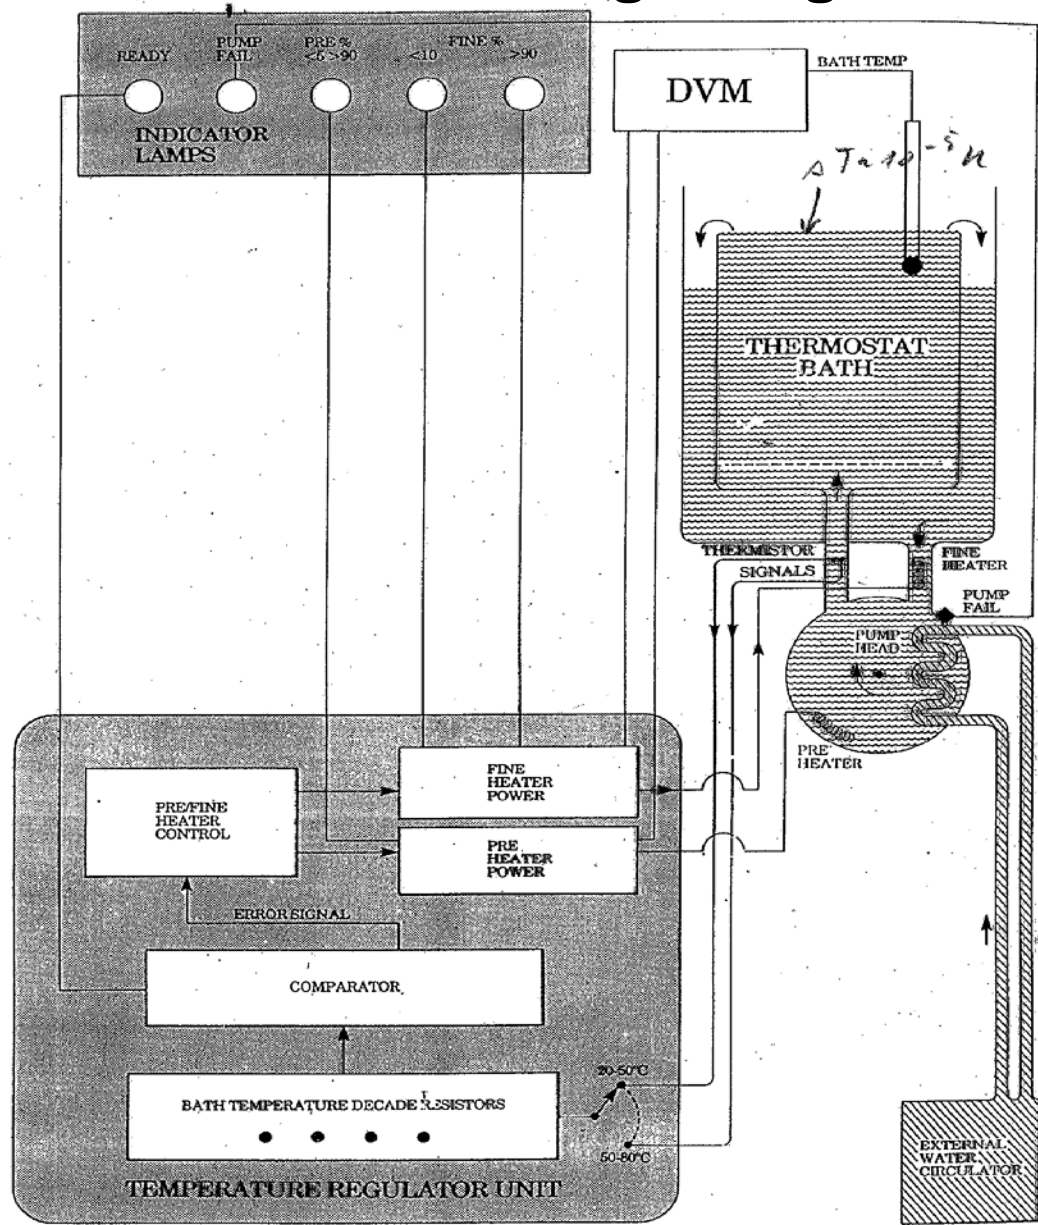 READY
PUMP
FAIL
PRE %
<5 >90
FINE %
<10
>90
INDICATOR
LAMPS
DVM
BATH TEMP
THERMOSTAT
BATH
THERMISTOR
SIGNALS
FINE
HEATER
PUMP
FAIL
PUMP
HEAD
PRE
HEATER
FINE
HEATER
POWER
PRE/FINE
HEATER
CONTROL
PRE
HEATER
POWER
ERROR SIGNAL
COMPARATOR
20-50°C
BATH TEMPERATURE DECADE RESISTORS
50-80°C
TEMPERATURE REGULATOR UNIT
EXTERNAL
WATER
CIRCULATOR